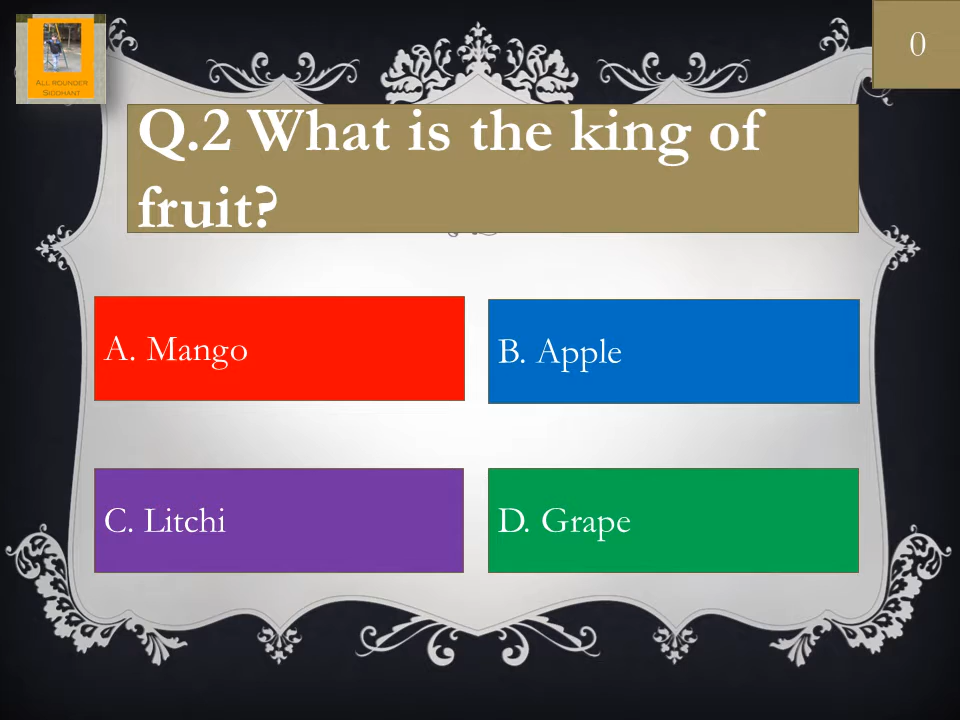 ALL ROUNDER
SIDDHANT
0
Q.2 What is the king of
fruit?
A. Mango
B. Apple
C. Litchi
D. Grape